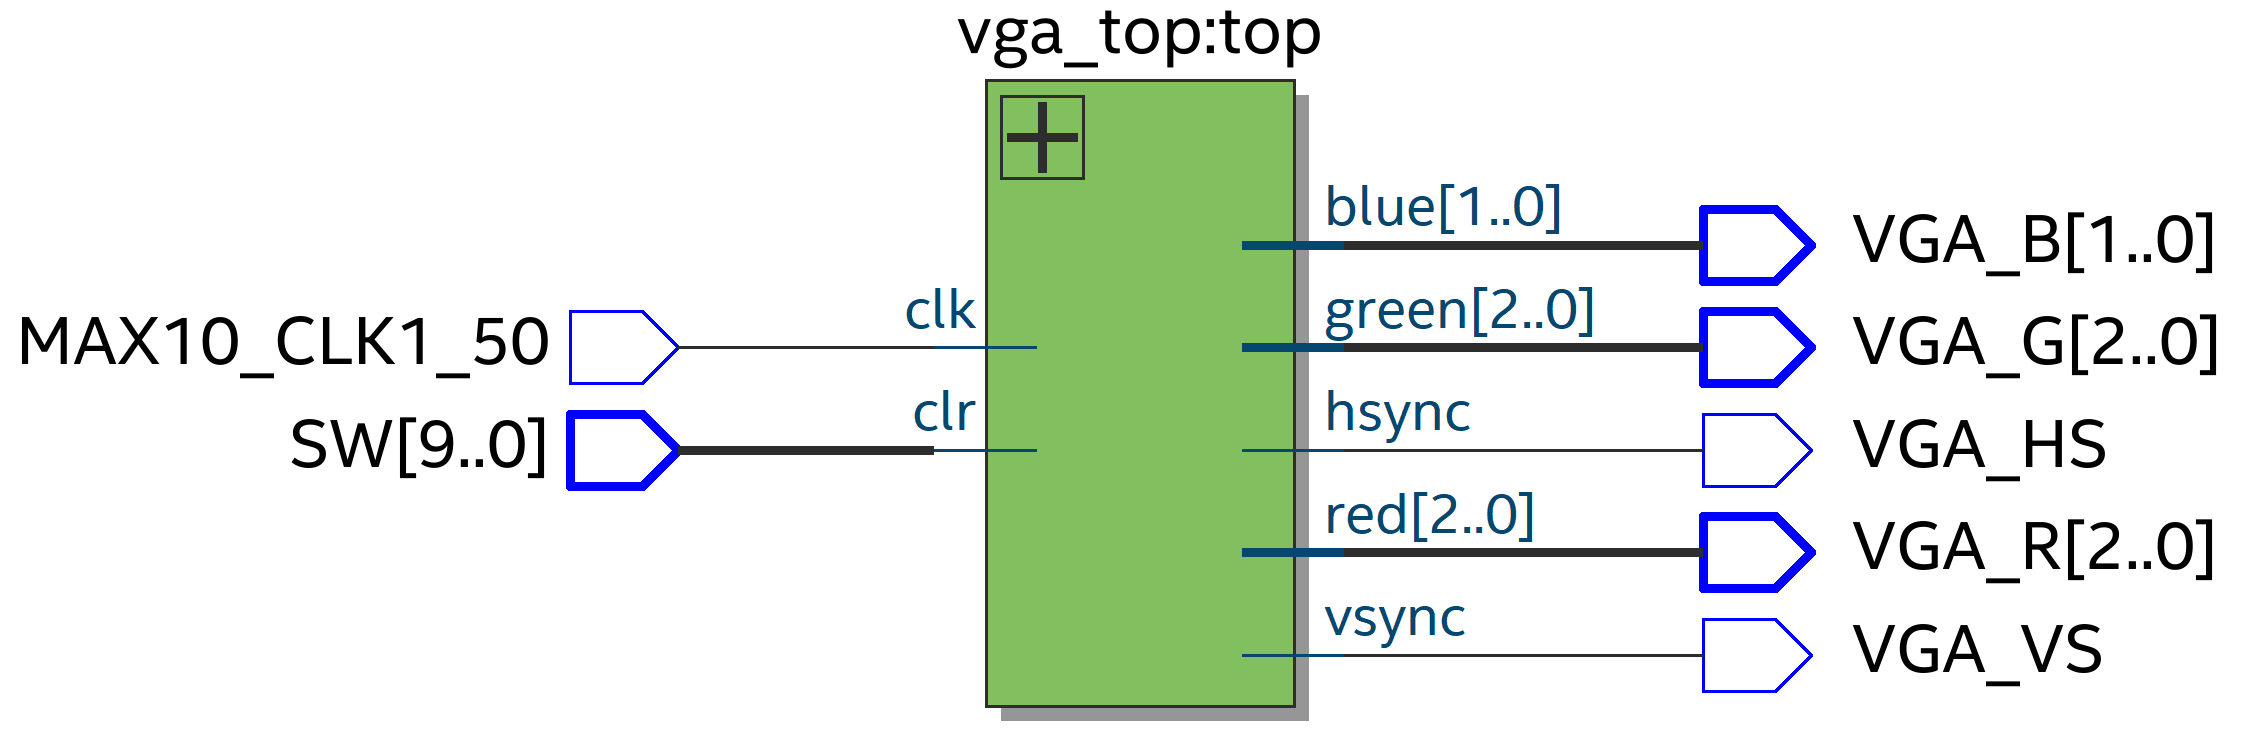 vga_top:top
MAX10_CLK1_50
SW[9..0]
clk
clr
blue[1..0]
green[2..0]
hsync
red[2..0]
vsync
VGA_B[1..0]
VGA_G[2..0]
VGA_HS
VGA_R[2..0]
VGA_VS